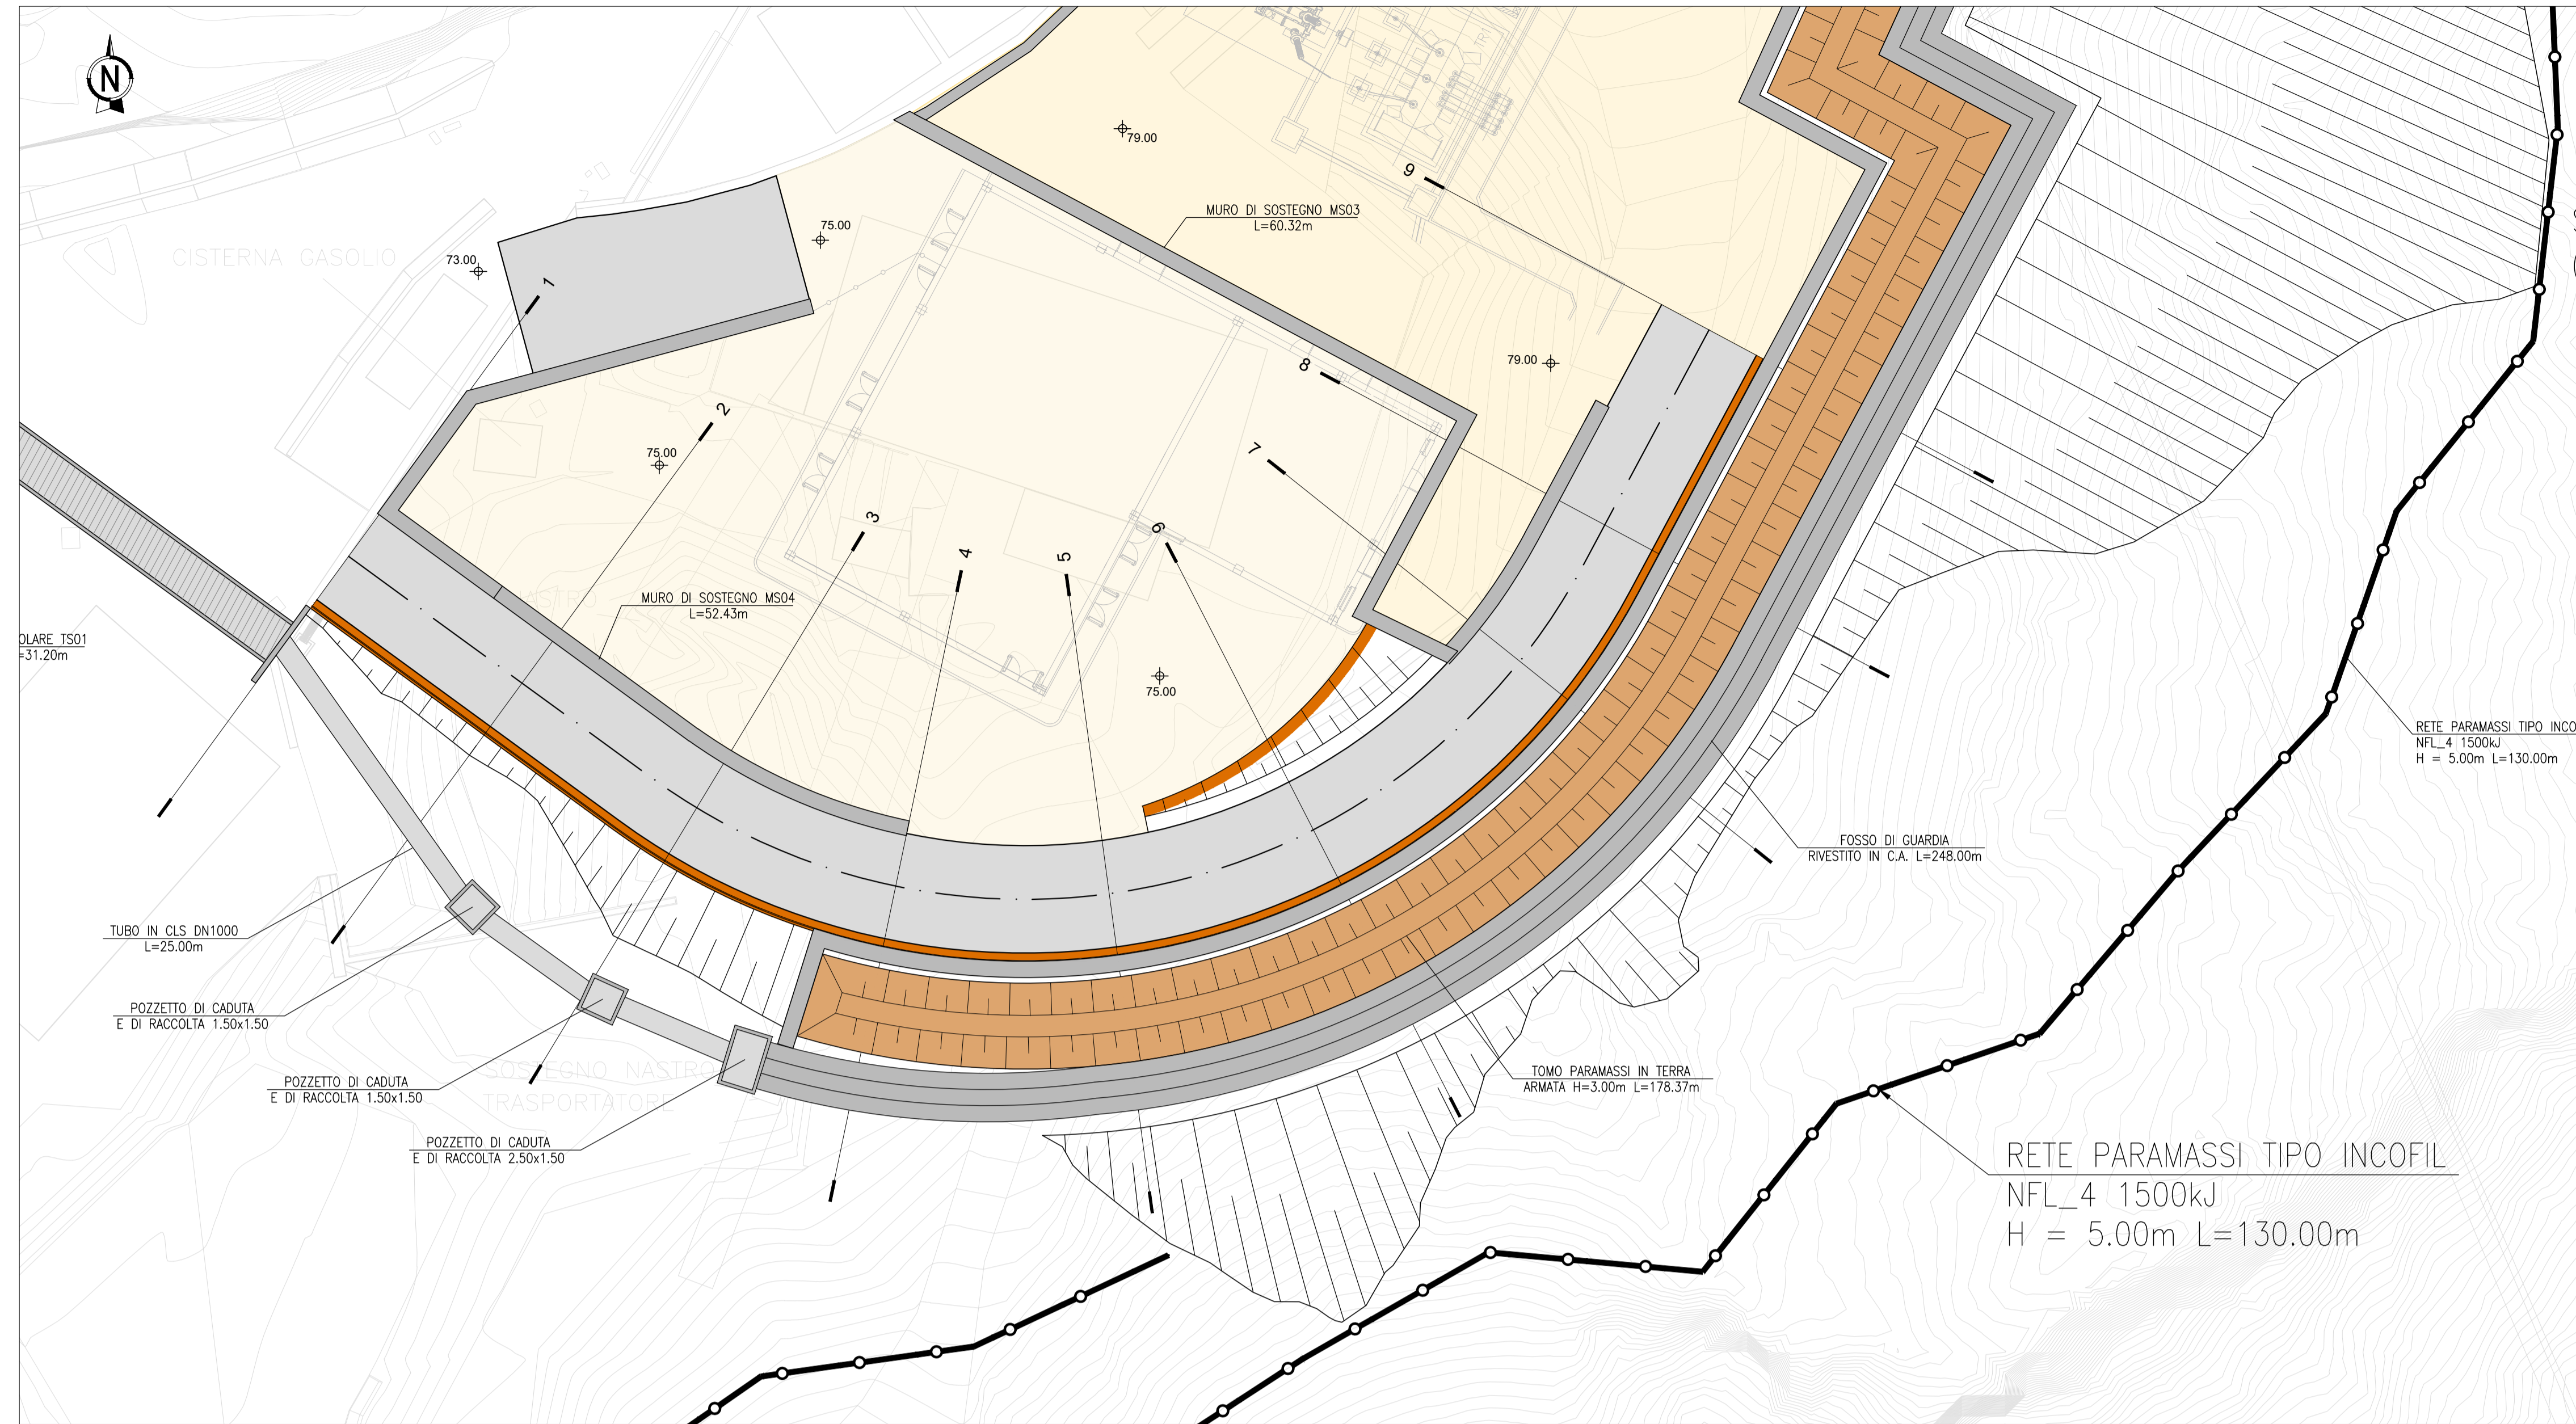 N
TR1
79.00
9
MURO DI SOSTEGNO MS03
L=60.32m
75.00
CISTERNA GASOLIO
73.00
1
79.00
8
2
75.00
7
3
4
5
6
NASTRO
MURO DI SOSTEGNO MS04
L=52.43m
OLARE TS01
=31.20m
75.00
RETE PARAMASSI TIPO INCO
NFL_4 1500kJ
H = 5.00m L=130.00m
FOSSO DI GUARDIA
RIVESTITO IN C.A. L=248.00m
TUBO IN CLS DN1000
L=25.00m
POZZETTO DI CADUTA
E DI RACCOLTA 1.50x1.50
SOSTEGNO NASTRO
TRASPORTATORE
POZZETTO DI CADUTA
E DI RACCOLTA 1.50x1.50
TOMO PARAMASSI IN TERRA
ARMATA H=3.00m L=178.37m
POZZETTO DI CADUTA
E DI RACCOLTA 2.50x1.50
RETE PARAMASSI TIPO INCOFIL
NFL_4 1500kJ
H = 5.00m L=130.00m